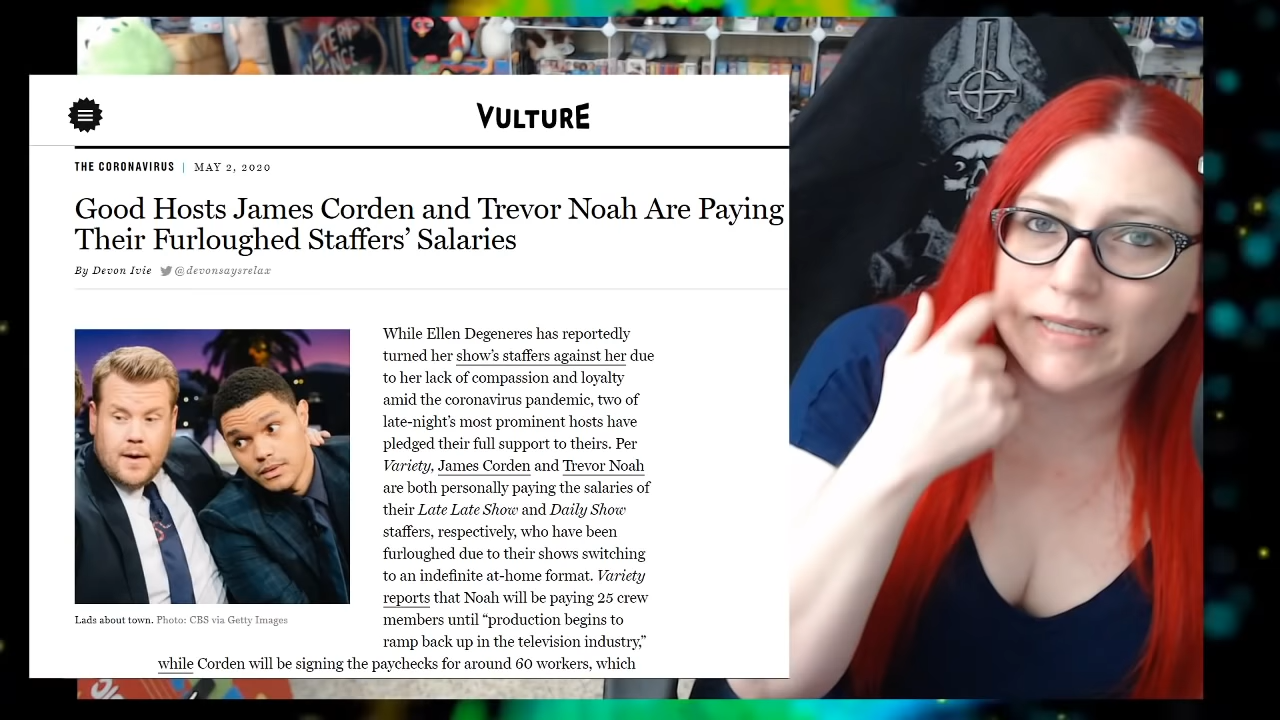 VULTURE
THE CORONAVIRUS | MAY 2, 2020
Good Hosts James Corden and Trevor Noah Are Paying
Their Furloughed Staffers’ Salaries
By Devon Ivie @devonsaysrelax
While Ellen Degeneres has reportedly
turned her show’s staffers against her due
to her lack of compassion and loyalty
amid the coronavirus pandemic, two of
late-night’s most prominent hosts have
pledged their full support to theirs. Per
Variety, James Corden and Trevor Noah
are both personally paying the salaries of
their Late Late Show and Daily Show
staffers, respectively, who have been
furloughed due to their shows switching
to an indefinite at-home format. Variety
reports that Noah will be paying 25 crew
members until “production begins to
ramp back up in the television industry,”
while Corden will be signing the paychecks for around 60 workers, which
Lads about town. Photo: CBS via Getty Images